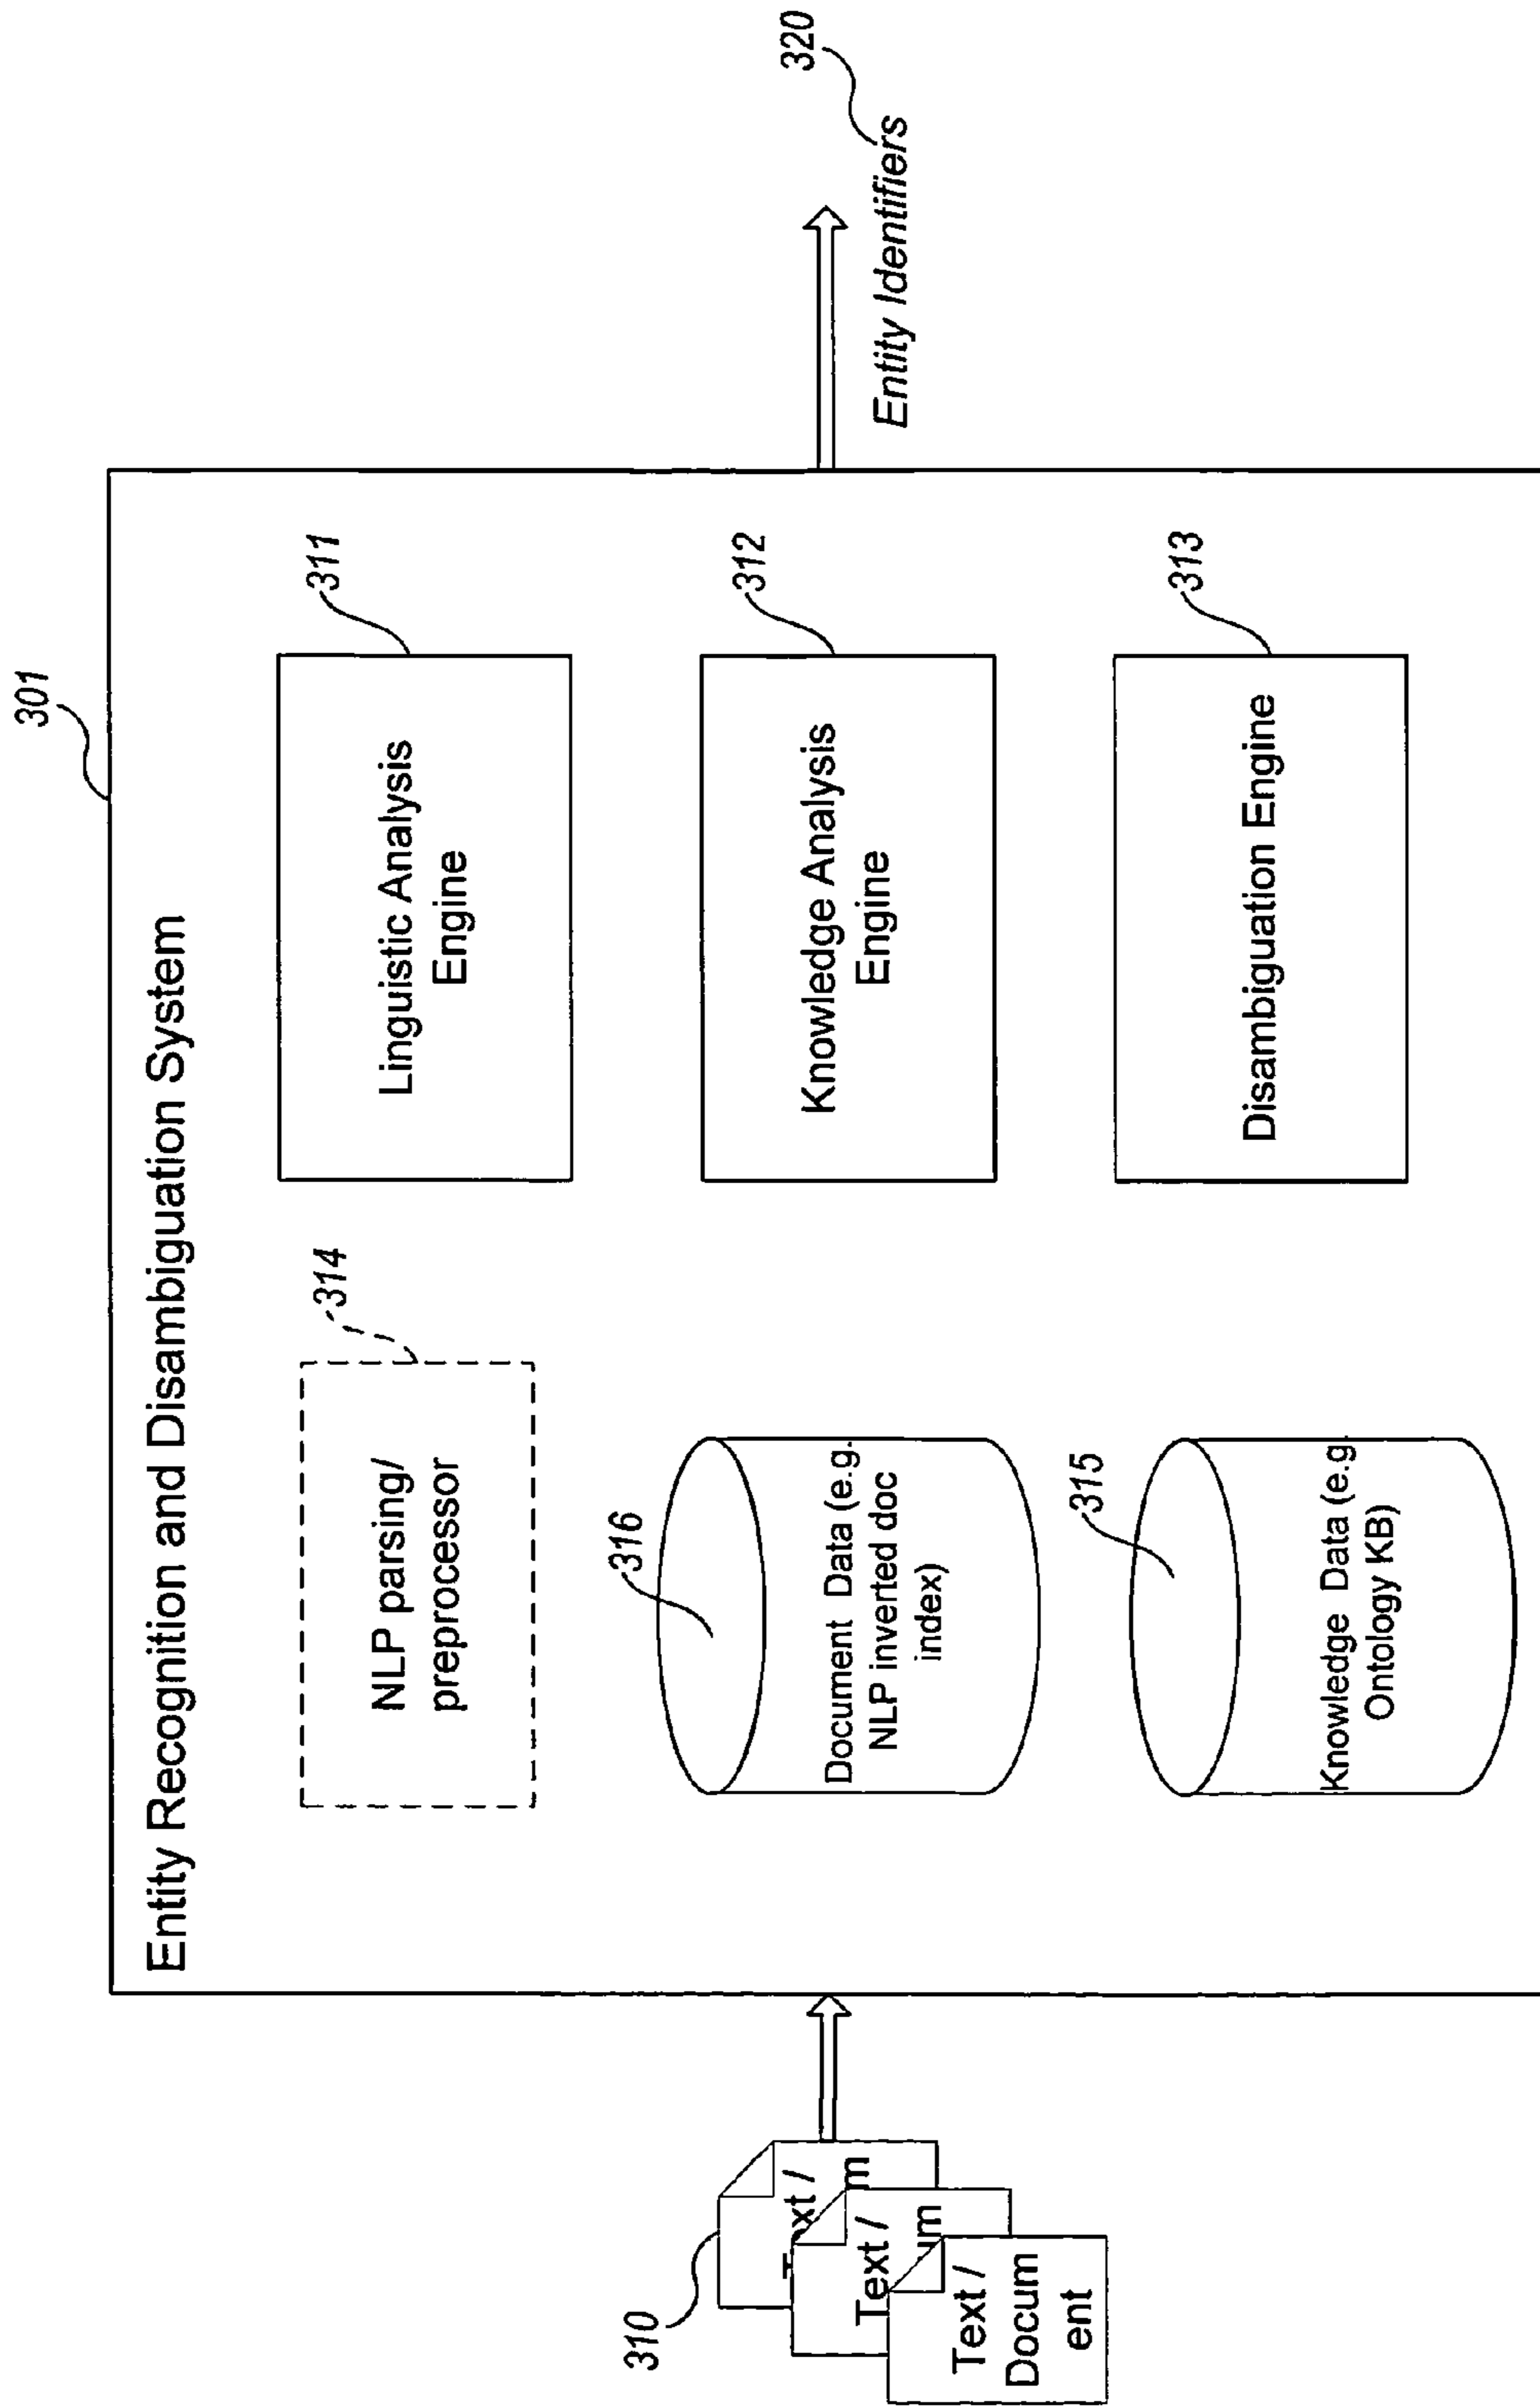 301
Entity Recognition and Disambiguation System
314
NLP parsing/
preprocessor
311
Linguistic Analysis
Engine
316
Document Data (e.g.
NLP inverted doc
index)
312
Knowledge Analysis
Engine
315
Knowledge Data (e.g
Ontology KB)
313
Disambiguation Engine
310
Text /
Text /
Text /
Docum
ent
320
Entity Identifiers